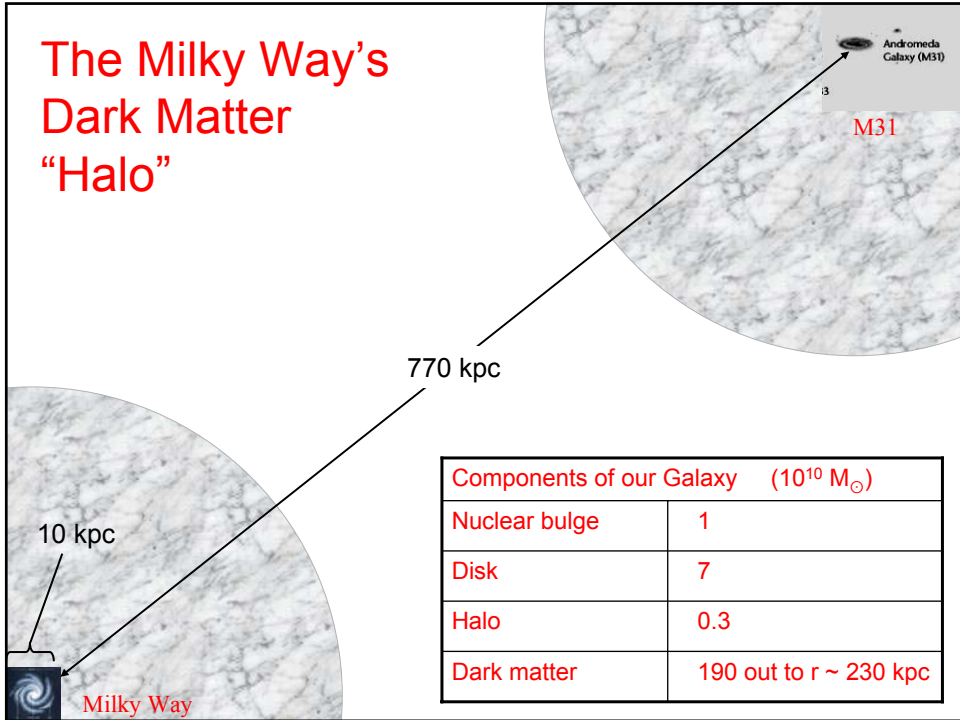 The Milky Way's
Dark Matter
“Halo”
Andromeda
Galaxy (M31)
33
M31
770 kpc
10 kpc
Milky Way
Components of our Galaxy (10¹⁰ M☉)
Nuclear bulge 1
Disk 7
Halo 0.3
Dark matter 190 out to r ~ 230 kpc